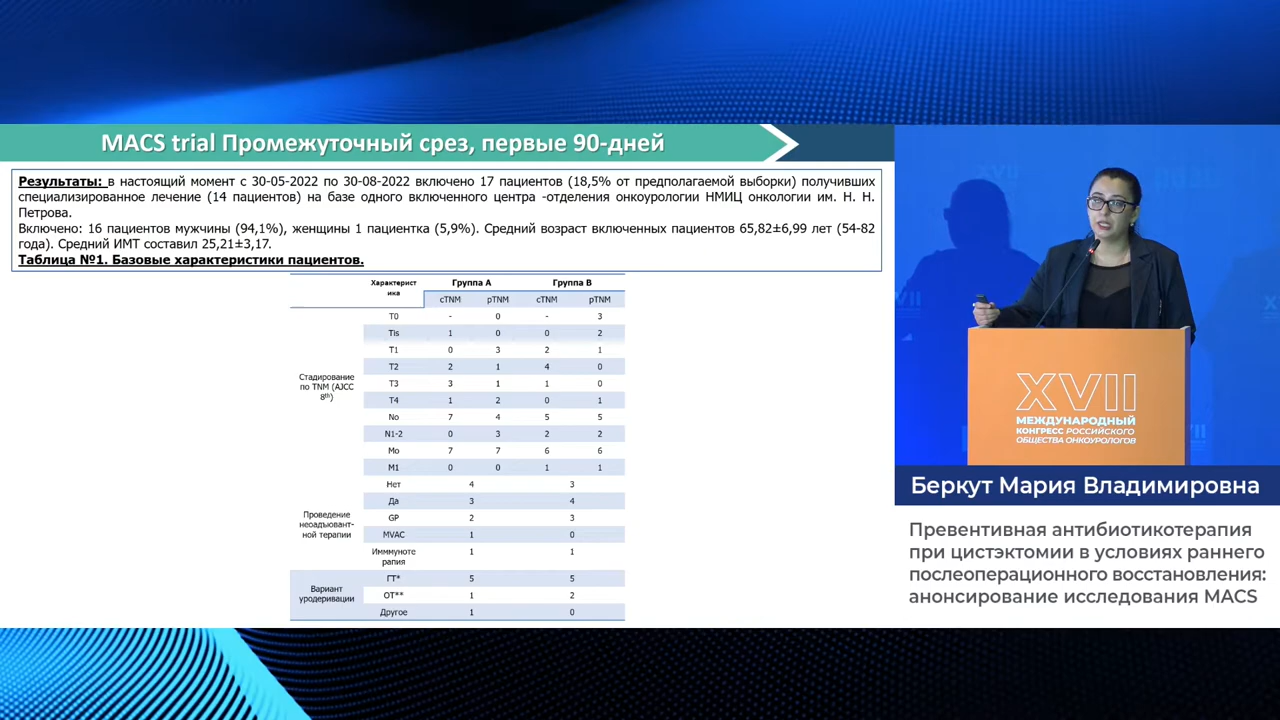 MACS trial Промежуточный срез, первые 90-дней
Результаты: в настоящий момент с 30-05-2022 по 30-08-2022 включено 17 пациентов (18,5% от предполагаемой выборки) получивших
специализированное лечение (14 пациентов) на базе одного включенного центра -отделения онкоурологии НМИЦ онкологии им. Н. Н.
Петрова.
Включено: 16 пациентов мужчины (94,1%), женщины 1 пациентка (5,9%). Средний возраст включенных пациентов 65,82±6,99 лет (54-82
года). Средний ИМТ составил 25,21±3,17.
Таблица №1. Базовые характеристики пациентов.
Характерист
ика
Группа А Группа В
cTNM pTNM cTNM pTNM
Стадирование
по TNM (AJCC
8th)
T0 - 0 - 3
Tis 1 0 0 2
T1 0 3 2 1
T2 2 1 4 0
T3 3 1 1 0
T4 1 2 0 1
No 7 4 5 5
N1-2 0 3 2 2
Mo 7 7 6 6
M1 0 0 1 1
Проведение
неоадъювант-
ной терапии
Нет 4 3
Да 3 4
GP 2 3
MVAC 1 0
Имммуноте
рапия
1 1
Вариант
уродеривации
ГТ* 5 5
ОТ** 1 2
Другое 1 0
XVII
МЕЖДУНАРОДНЫЙ
КОНГРЕСС РОССИЙСКОГО
ОБЩЕСТВА ОНКОУРОЛОГОВ
Беркут Мария Владимировна
Превентивная антибиотикотерапия
при цистэктомии в условиях раннего
послеоперационного восстановления:
анонсирование исследования MACS